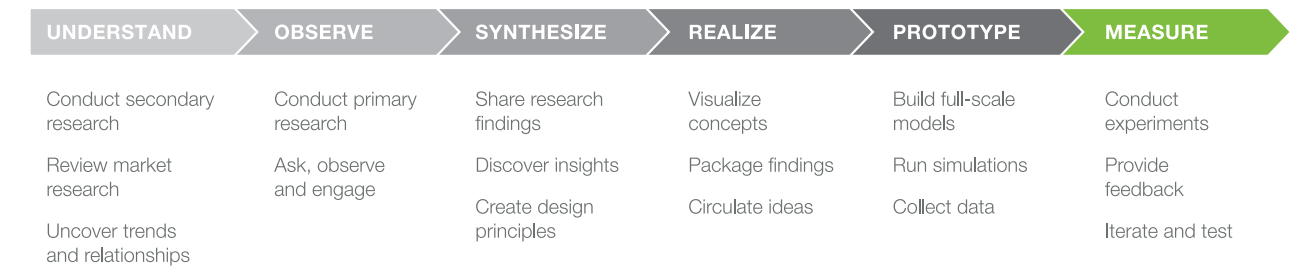 UNDERSTAND
OBSERVE
SYNTHESIZE
REALIZE
PROTOTYPE
MEASURE
Conduct secondary
research
Review market
research
Uncover trends
and relationships
Conduct primary
research
Ask, observe
and engage
Share research
findings
Discover insights
Create design
principles
Visualize
concepts
Package findings
Circulate ideas
Build full-scale
models
Run simulations
Collect data
Conduct
experiments
Provide
feedback
Iterate and test